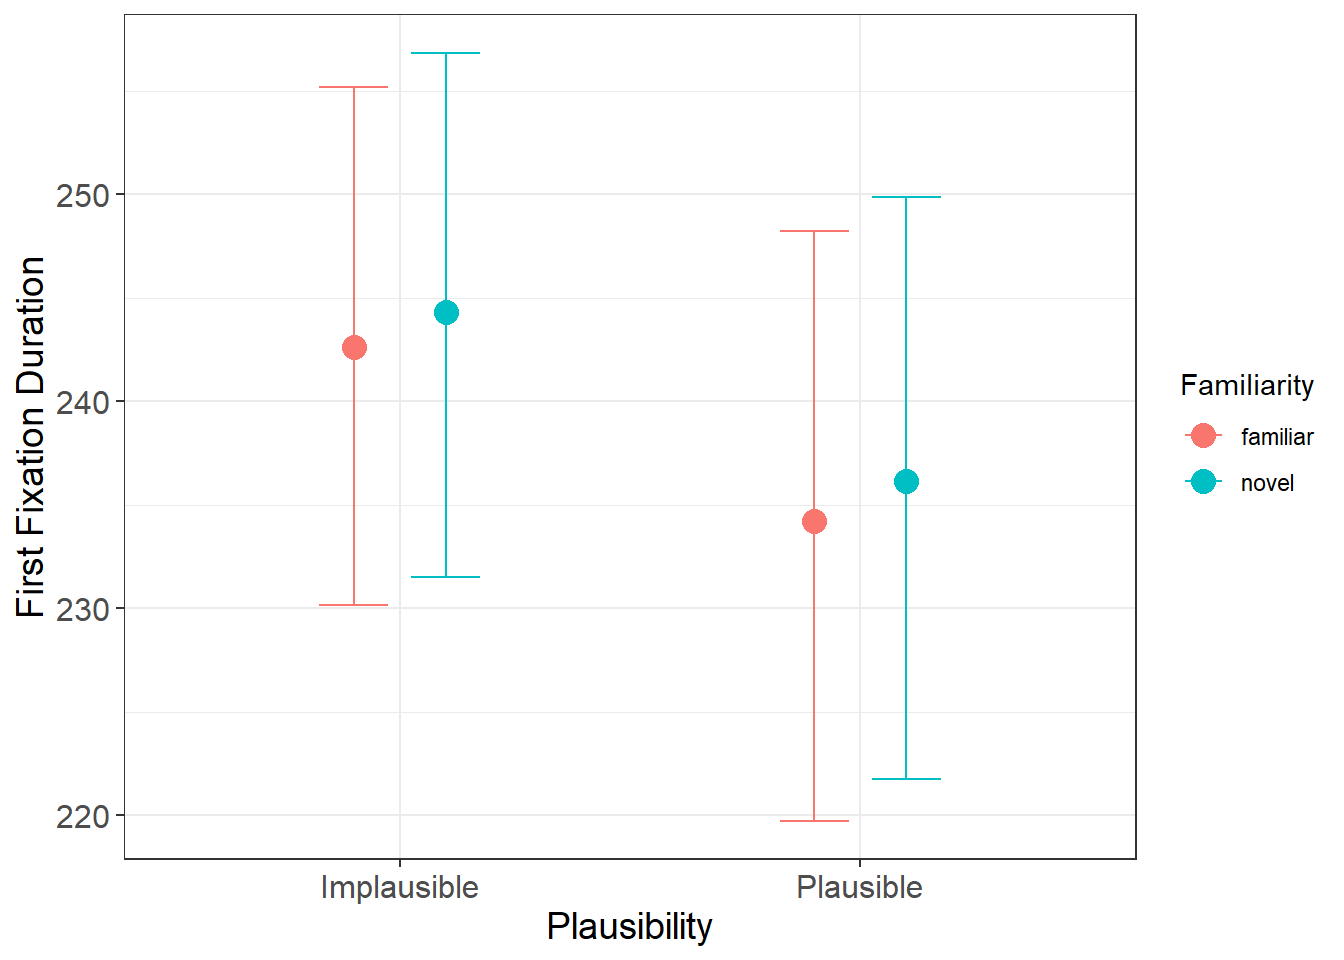 First Fixation Duration
250
240
230
220
Implausible
Plausible
Plausibility
Familiarity
familiar
novel